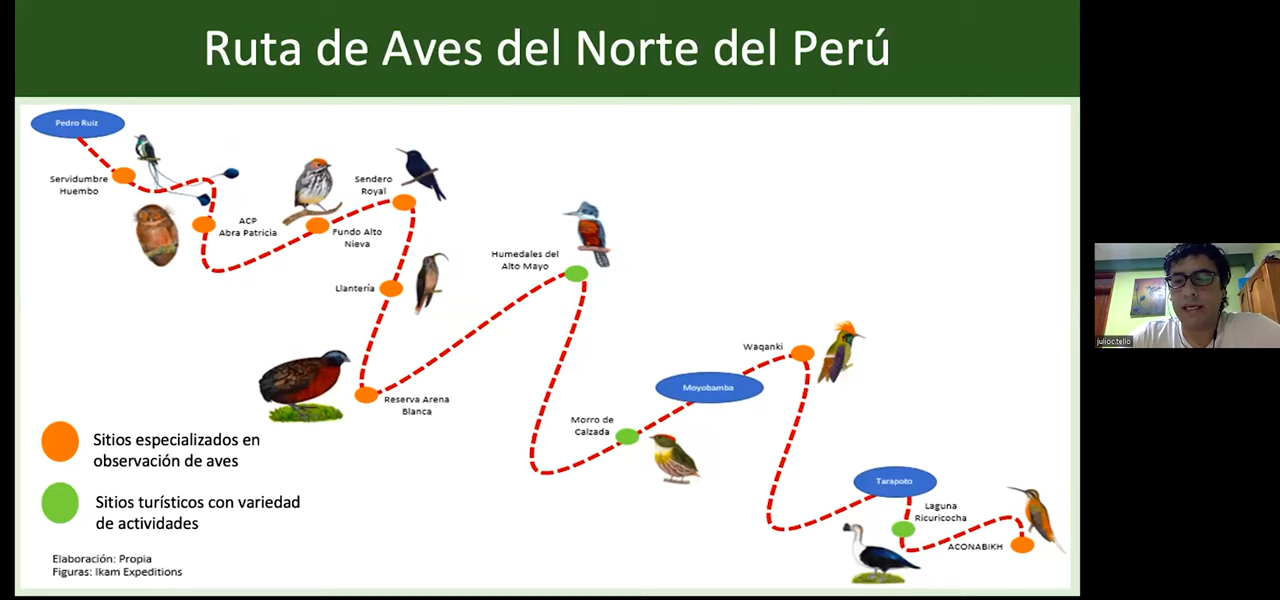 Ruta de Aves del Norte del Perú
Pedro Ruiz
Servidumbre
Huembo
ACP
Abra Patricia
Fundo Alto
Nieva
Sendero
Royal
Llantería
Reserva Arena
Blanca
Humedales del
Alto Mayo
Morro de
Calzada
Moyobamba
Waqanki
Tarapoto
Laguna
Ricuricocha
ACONABIKH
Sitios especializados en
observación de aves
Sitios turísticos con variedad
de actividades
Elaboración: Propia
Figuras: Ikam Expeditions
julioc.tello